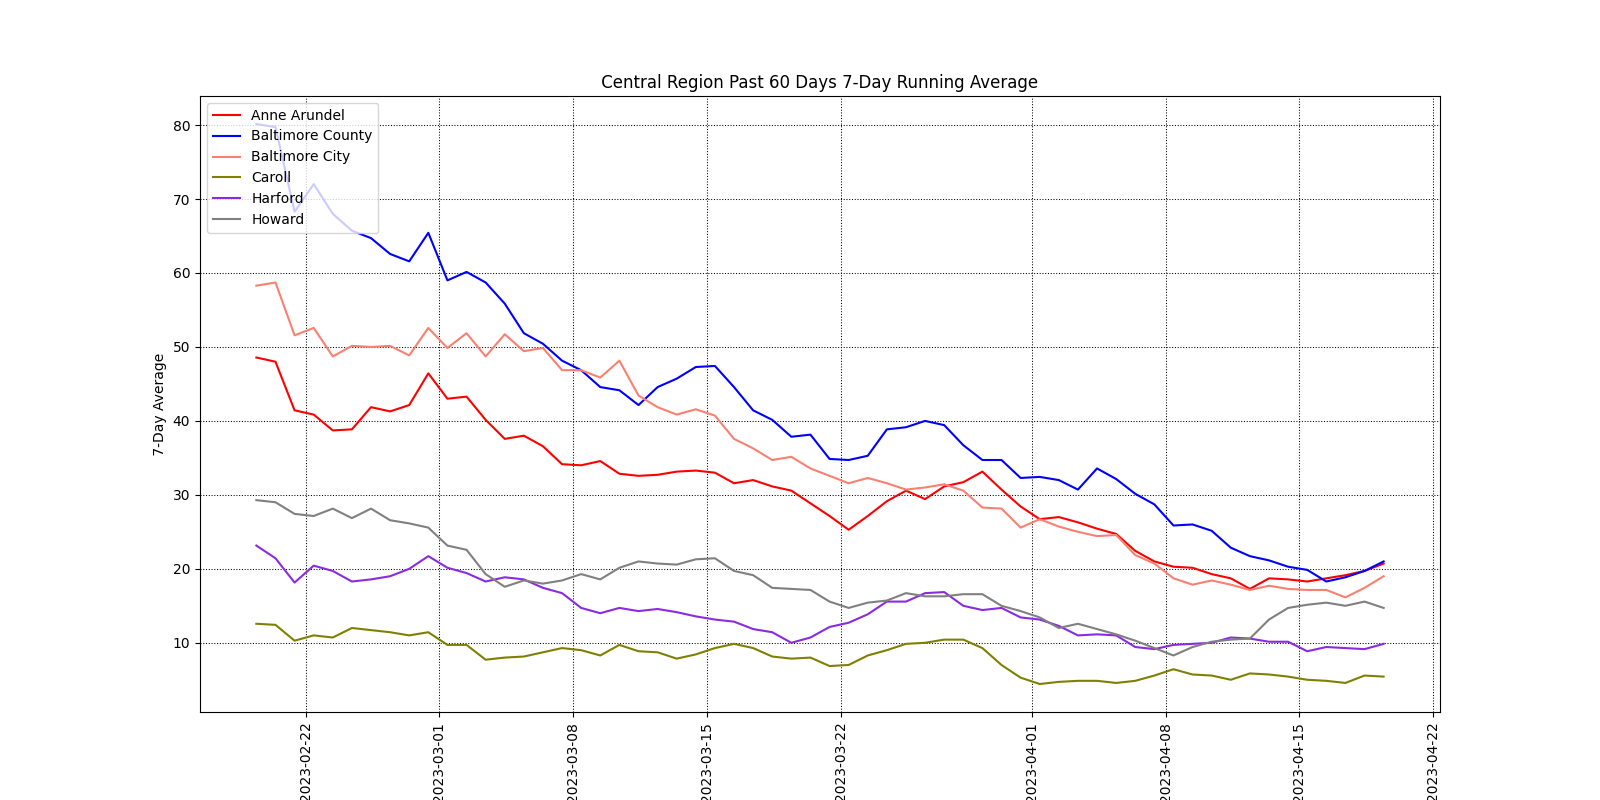 Central Region Past 60 Days 7-Day Running Average
Anne Arundel
Baltimore County
Baltimore City
Caroll
Harford
Howard
80
70
60
50
40
30
20
10
7-Day Average
2023-02-22
2023-03-01
2023-03-08
2023-03-15
2023-03-22
2023-04-01
2023-04-08
2023-04-15
2023-04-22